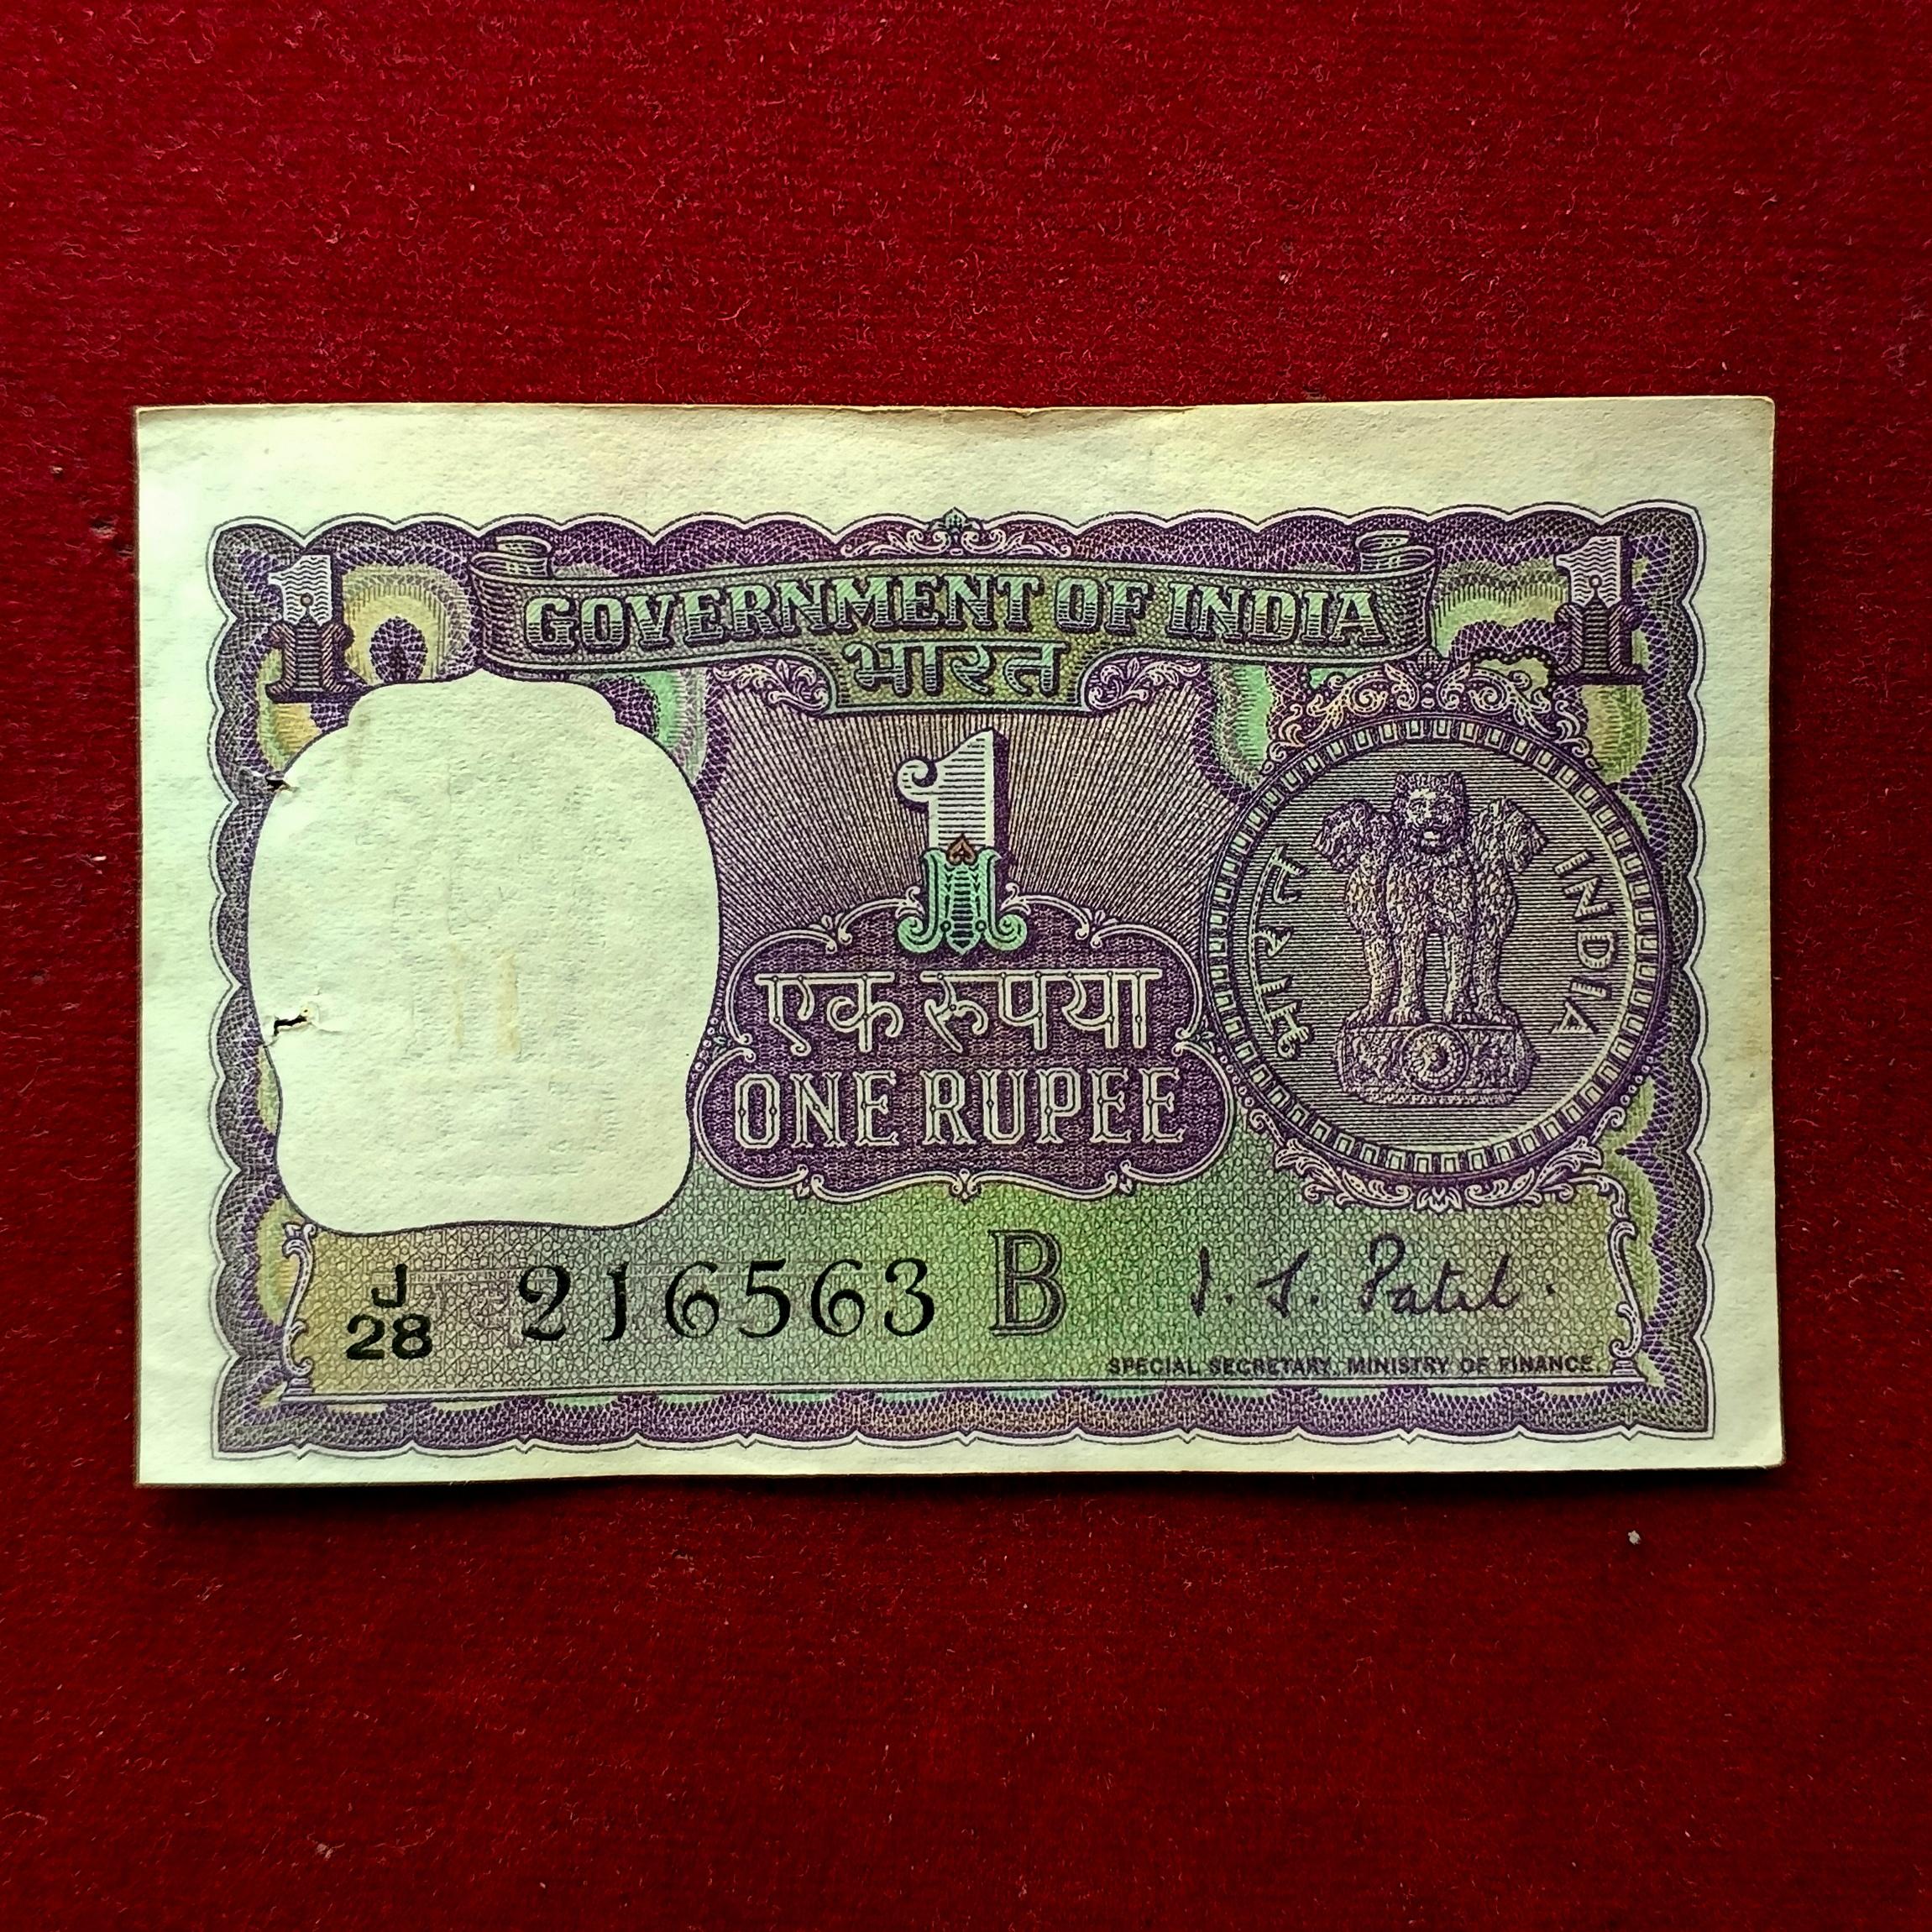 1 1
GOVERNMENT OF INDIA
भारत
1
भारत INDIA
एक रुपया
ONE RUPEE
J
28 216563 B I. G. Patel.
SPECIAL SECRETARY, MINISTRY OF FINANCE.